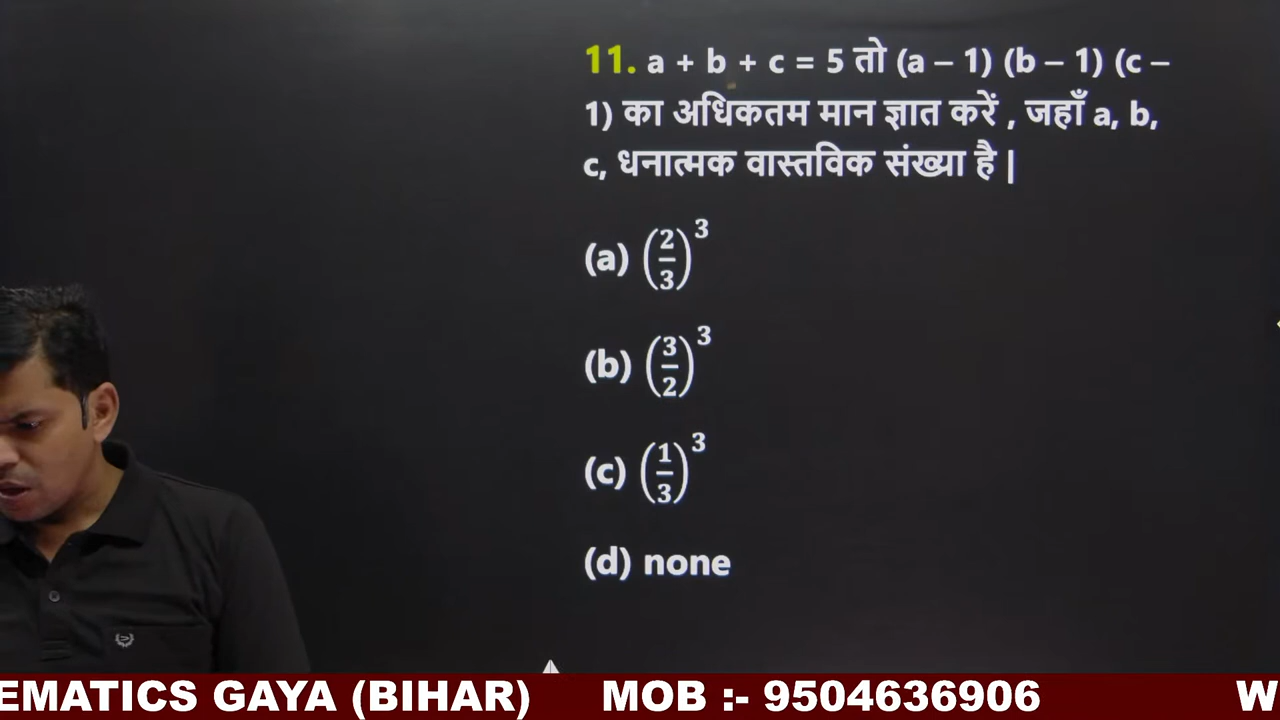 11. a + b + c = 5 तो (a – 1) (b – 1) (c –
1) का अधिकतम मान ज्ञात करें , जहाँ a, b,
c, धनात्मक वास्तविक संख्या है |
(a) (2/3)³
(b) (3/2)³
(c) (1/3)³
(d) none
EMATICS GAYA (BIHAR) MOB :- 9504636906 W